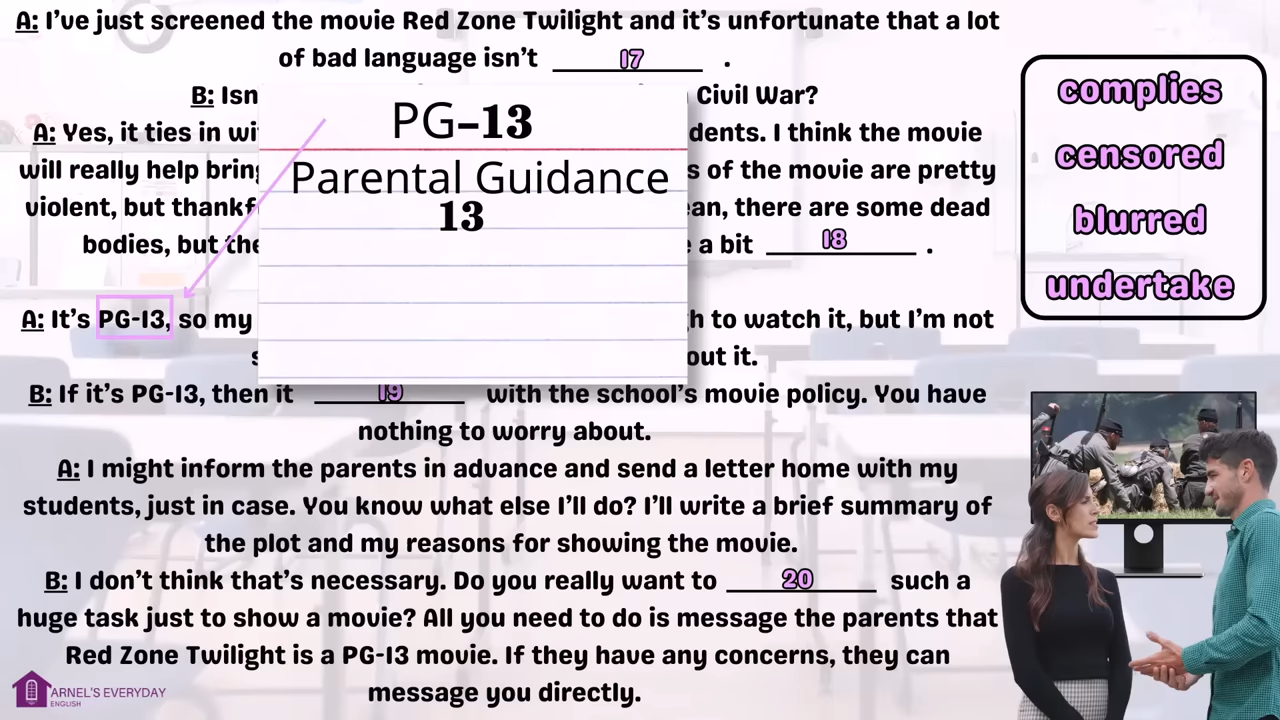 A: I've just screened the movie Red Zone Twilight and it's unfortunate that a lot
of bad language isn't 17 .
B: Isn Civil War?
A: Yes, it ties in wi dents. I think the movie
will really help bring s of the movie are pretty
violent, but thankf ean, there are some dead
bodies, but the e a bit 18 .
A: It's PG-13, so my h to watch it, but I'm not
s out it.
B: If it's PG-13, then it 19 with the school's movie policy. You have
nothing to worry about.
A: I might inform the parents in advance and send a letter home with my
students, just in case. You know what else I'll do? I'll write a brief summary of
the plot and my reasons for showing the movie.
B: I don't think that's necessary. Do you really want to 20 such a
huge task just to show a movie? All you need to do is message the parents that
Red Zone Twilight is a PG-13 movie. If they have any concerns, they can
message you directly.
PG-13
Parental Guidance
13
complies
censored
blurred
undertake
ARNEL'S EVERYDAY
ENGLISH